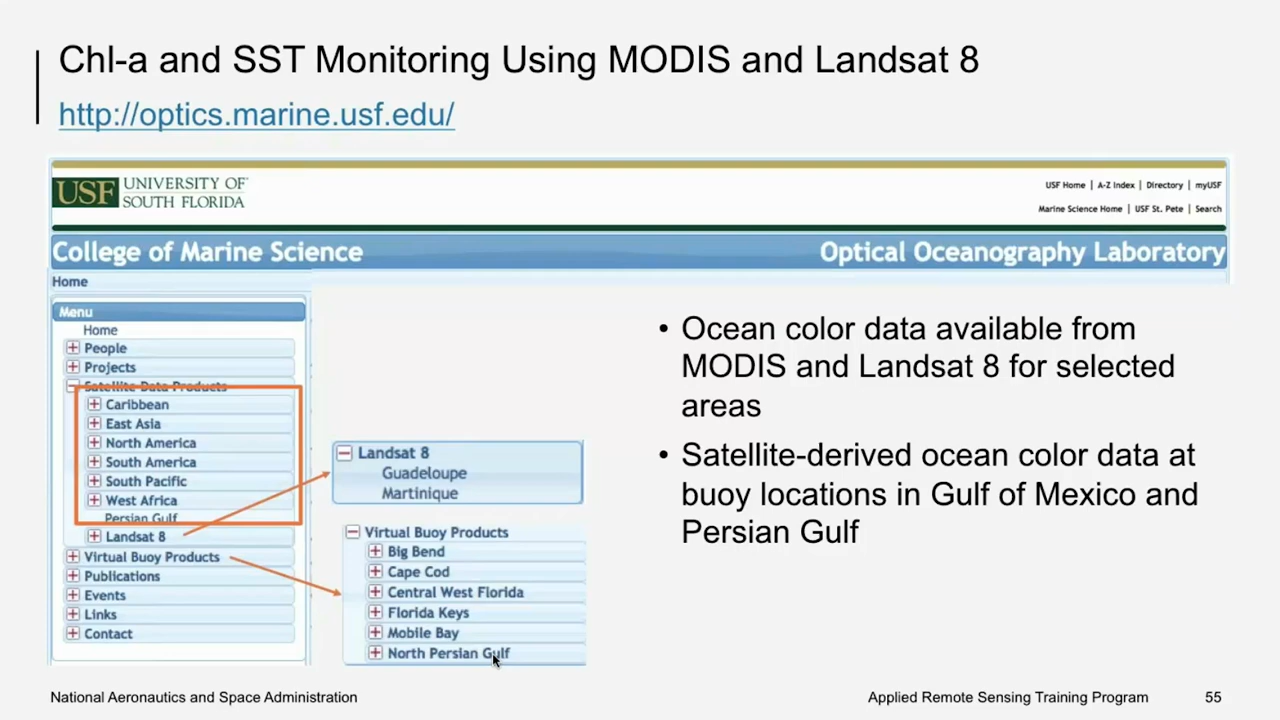 Chl-a and SST Monitoring Using MODIS and Landsat 8
http://optics.marine.usf.edu/
USF UNIVERSITY OF
SOUTH FLORIDA
USF Home | A-Z Index | Directory | myUSF
Marine Science Home | USF St. Pete | Search
College of Marine Science
Optical Oceanography Laboratory
Home
Menu
Home
People
Projects
Satellite Data Products
Caribbean
East Asia
North America
South America
South Pacific
West Africa
Persian Gulf
Landsat 8
Virtual Buoy Products
Publications
Events
Links
Contact
Landsat 8
Guadeloupe
Martinique
Virtual Buoy Products
Big Bend
Cape Cod
Central West Florida
Florida Keys
Mobile Bay
North Persian Gulf
• Ocean color data available from
MODIS and Landsat 8 for selected
areas
• Satellite-derived ocean color data at
buoy locations in Gulf of Mexico and
Persian Gulf
National Aeronautics and Space Administration
Applied Remote Sensing Training Program
55